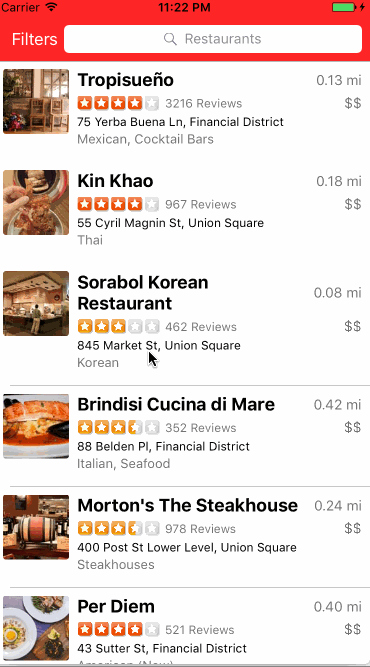 Carrier 11:22 PM
Filters Restaurants
Tropisueño 0.13 mi
3216 Reviews $$
75 Yerba Buena Ln, Financial District
Mexican, Cocktail Bars
Kin Khao 0.18 mi
967 Reviews $$
55 Cyril Magnin St, Union Square
Thai
Sorabol Korean
Restaurant 0.08 mi
462 Reviews $$
845 Market St, Union Square
Korean
Brindisi Cucina di Mare 0.42 mi
352 Reviews $$
88 Belden Pl, Financial District
Italian, Seafood
Morton's The Steakhouse 0.24 mi
978 Reviews $$
400 Post St Lower Level, Union Square
Steakhouses
Per Diem 0.40 mi
521 Reviews $$
43 Sutter St, Financial District
American (New)